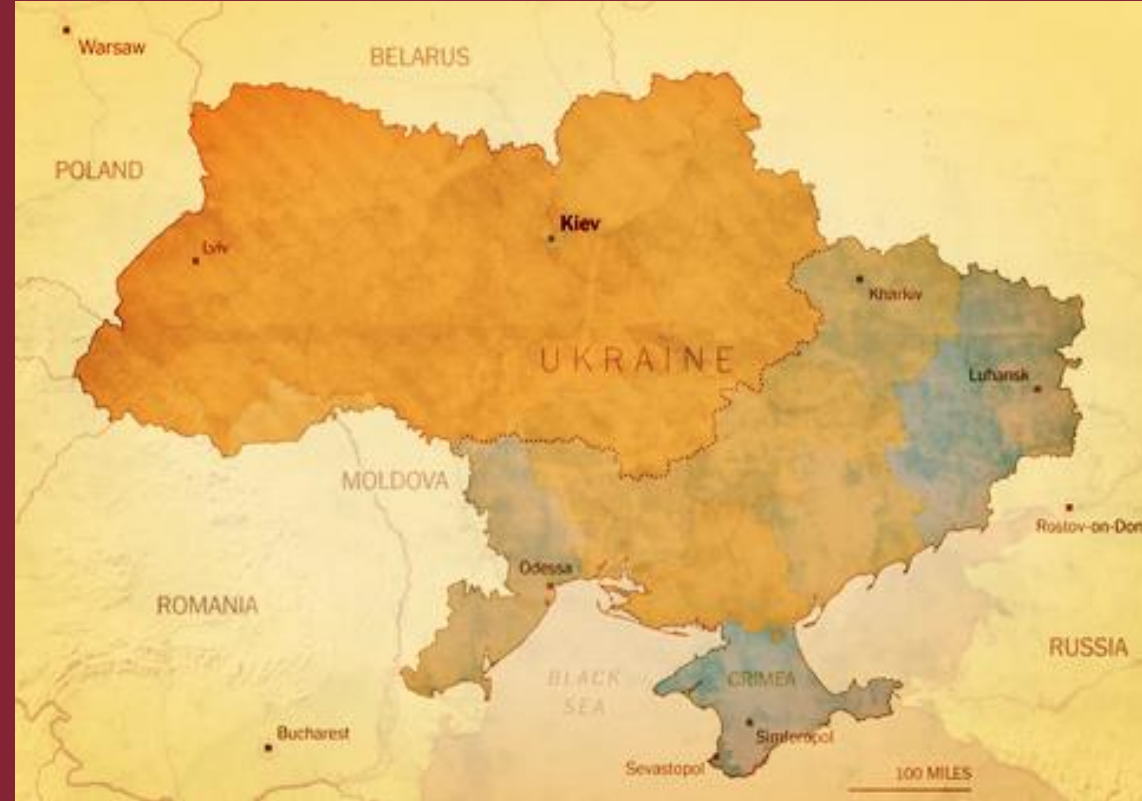 Warsaw
BELARUS
POLAND
Kiev
Lviv
Kharkiv
UKRAINE
Luhansk
MOLDOVA
Rostov-on-Don
Odessa
ROMANIA
RUSSIA
BLACK
SEA
CRIMEA
Simferopol
Bucharest
Sevastopol
100 MILES